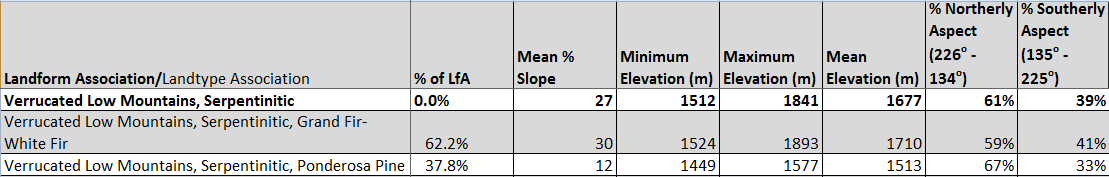 Landform Association/Landtype Association % of LfA Mean % Slope Minimum Elevation (m) Maximum Elevation (m) Mean Elevation (m) % Northerly Aspect (226° - 134°) % Southerly Aspect (135° - 225°)
Verrucated Low Mountains, Serpentinitic 0.0% 27 1512 1841 1677 61% 39%
Verrucated Low Mountains, Serpentinitic, Grand Fir-
White Fir 62.2% 30 1524 1893 1710 59% 41%
Verrucated Low Mountains, Serpentinitic, Ponderosa Pine 37.8% 12 1449 1577 1513 67% 33%